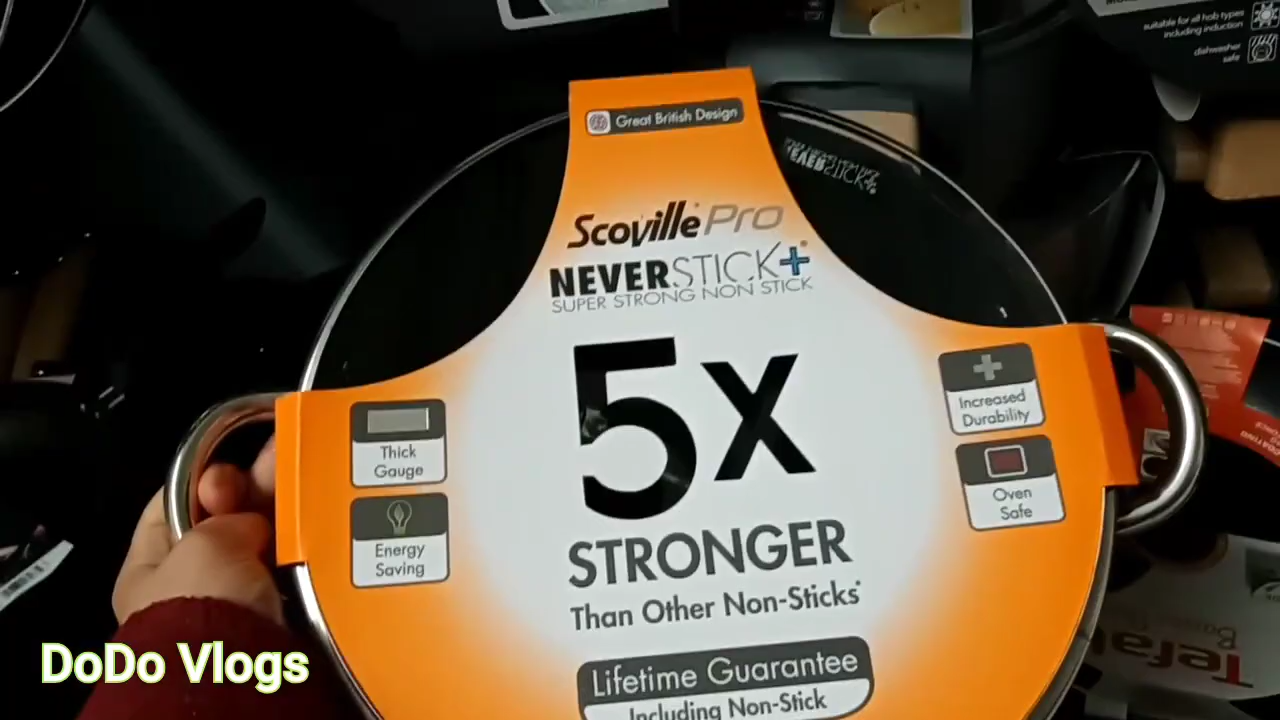 suitable for all hob types
including induction
dishwasher
safe
Great British Design
Scoville Pro
NEVERSTICK+
SUPER STRONG NON STICK
5x
STRONGER
Than Other Non-Sticks*
Lifetime Guarantee
Including Non-Stick
Thick
Gauge
Energy
Saving
Increased
Durability
Oven
Safe
Tefal
DoDo Vlogs